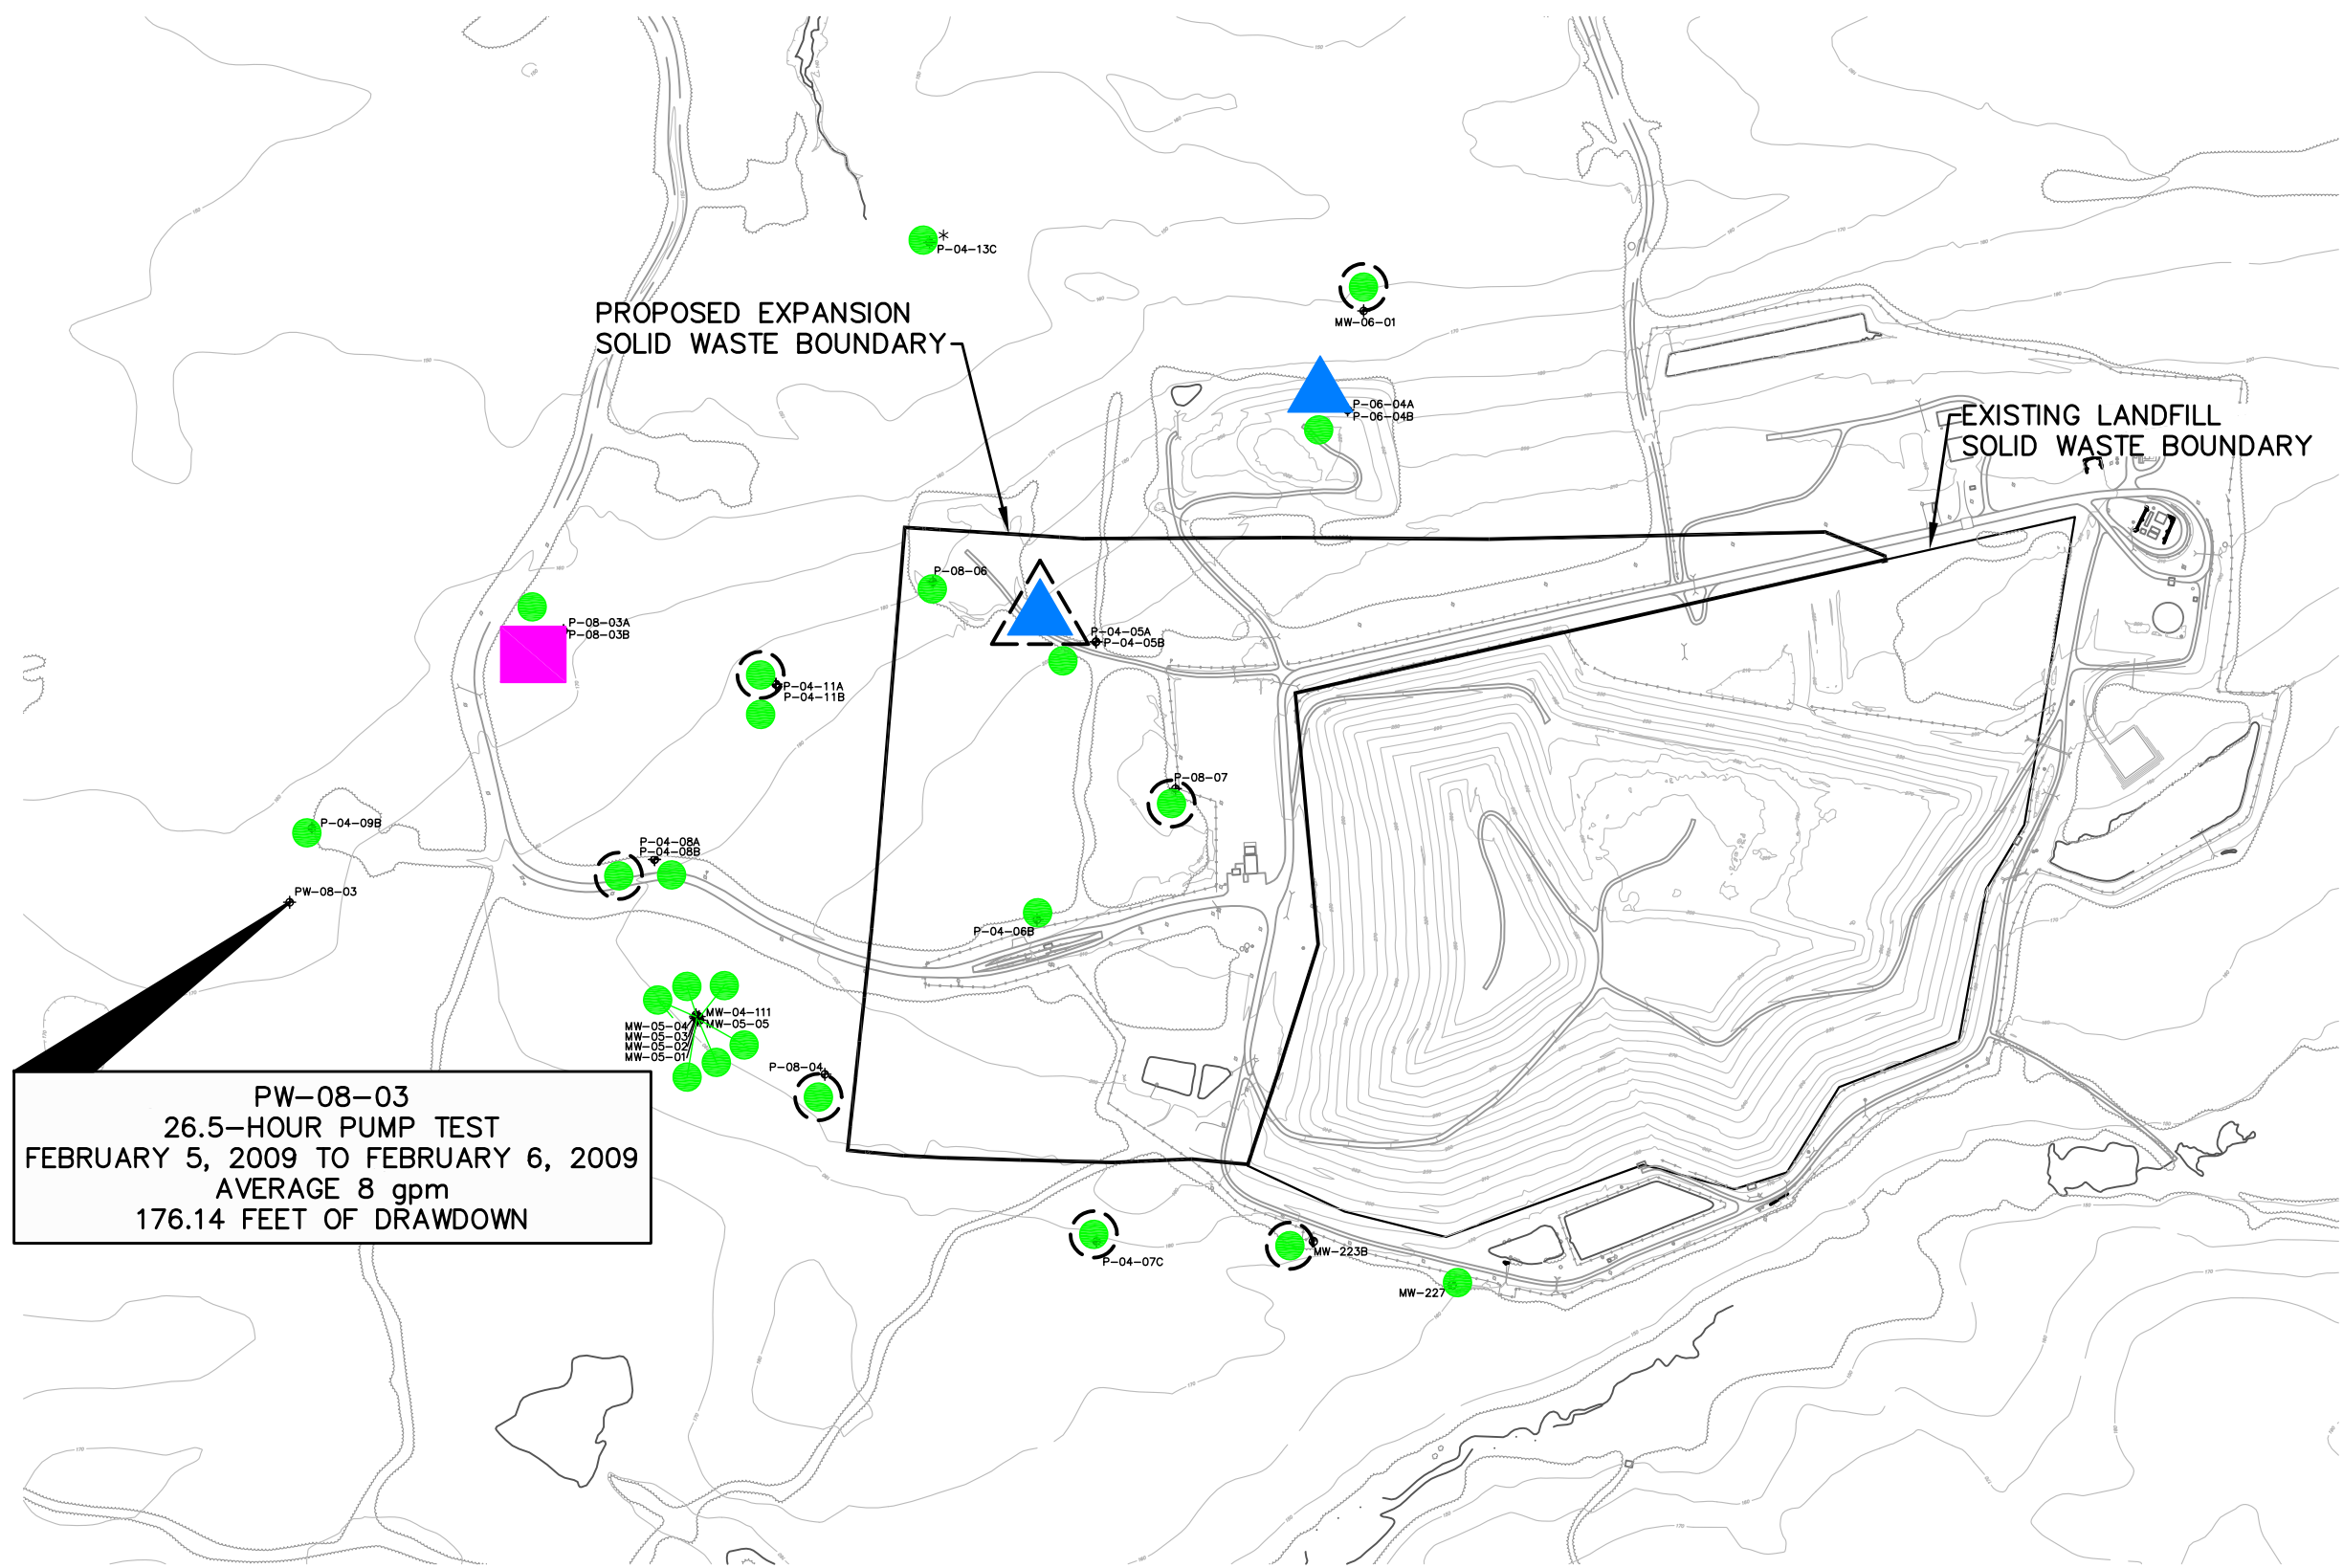 *
P-04-13C
MW-06-01
PROPOSED EXPANSION
SOLID WASTE BOUNDARY
P-06-04A
P-06-04B
EXISTING LANDFILL
SOLID WASTE BOUNDARY
P-08-06
P-08-03A
P-08-03B
P-04-05A
P-04-05B
P-04-11A
P-04-11B
P-08-07
P-04-09B
P-04-08A
P-04-08B
PW-08-03
P-04-06B
MW-04-111
MW-05-05
MW-05-04
MW-05-03
MW-05-02
MW-05-01
P-08-04
PW-08-03
26.5-HOUR PUMP TEST
FEBRUARY 5, 2009 TO FEBRUARY 6, 2009
AVERAGE 8 gpm
176.14 FEET OF DRAWDOWN
P-04-07C
MW-223B
MW-227